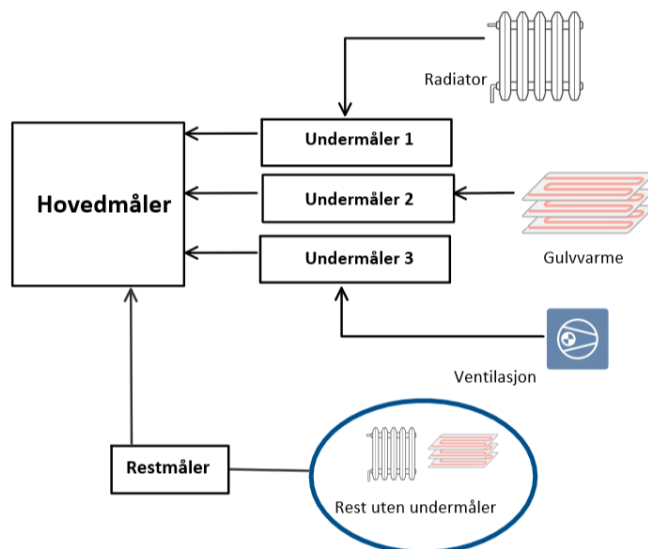 Radiator
Undermåler 1
Hovedmåler
Undermåler 2
Undermåler 3
Gulvvarme
Ventilasjon
Restmåler
Rest uten undermåler